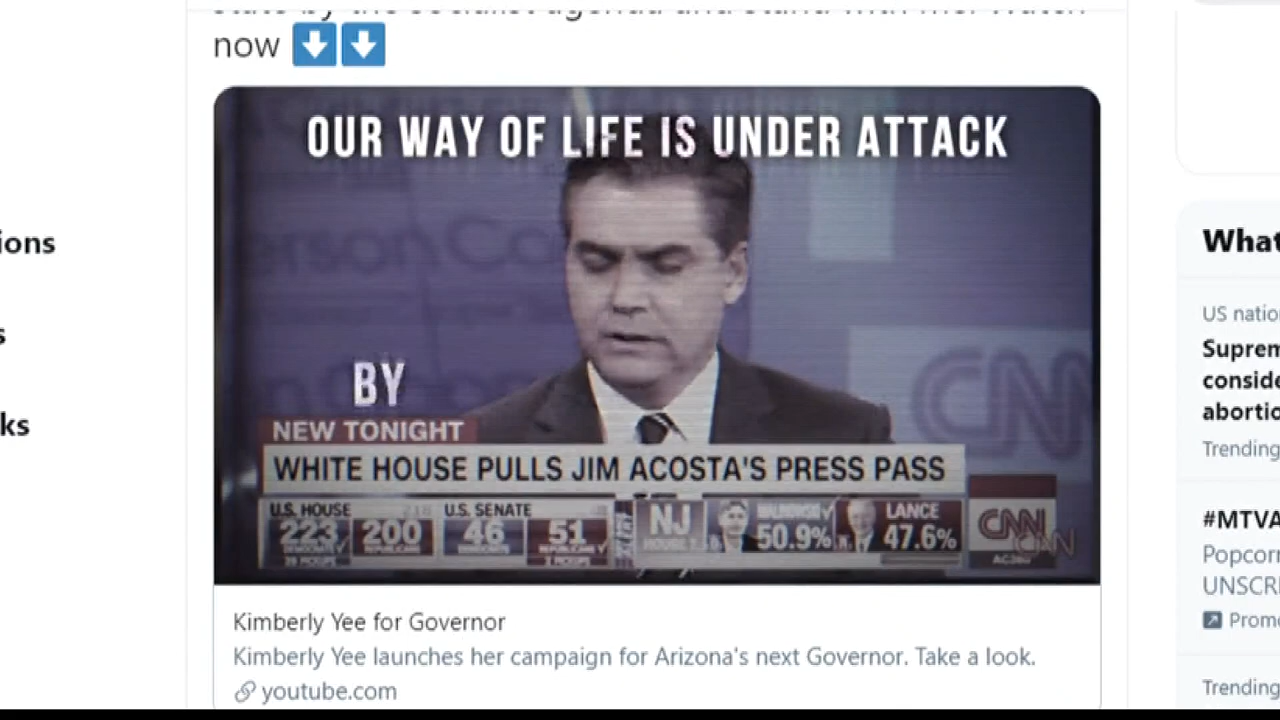 now
OUR WAY OF LIFE IS UNDER ATTACK
BY
NEW TONIGHT
WHITE HOUSE PULLS JIM ACOSTA'S PRESS PASS
U.S. HOUSE
223 200
U.S. SENATE
46 51
NJ
50.9%
LANCE
47.6%
CNN
CNN
Kimberly Yee for Governor
Kimberly Yee launches her campaign for Arizona's next Governor. Take a look.
youtube.com
ions
s
ks
What
US natio
Suprem
conside
abortio
Trending
#MTVA
Popcorn
UNSCRI
Promo
Trending